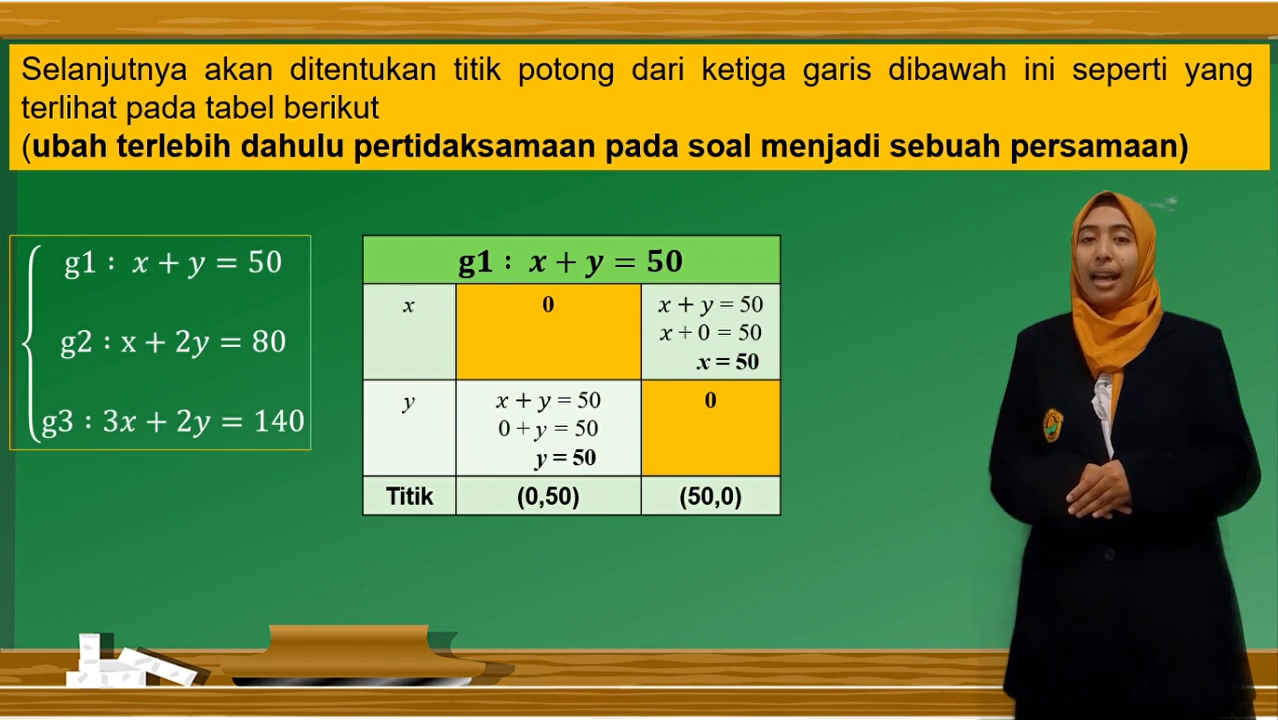 Selanjutnya akan ditentukan titik potong dari ketiga garis dibawah ini seperti yang
terlihat pada tabel berikut
(ubah terlebih dahulu pertidaksamaan pada soal menjadi sebuah persamaan)
g1 : x + y = 50
g2 : x + 2y = 80
g3 : 3x + 2y = 140
g1 : x + y = 50
x
0
x + y = 50
x + 0 = 50
x = 50
y
x + y = 50
0 + y = 50
y = 50
0
Titik (0,50) (50,0)